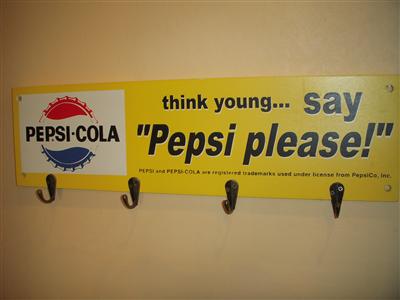 PEPSI-COLA
think young... say
"Pepsi please!"
PEPSI and PEPSI-COLA are registered trademarks used under license from PepsiCo, Inc.